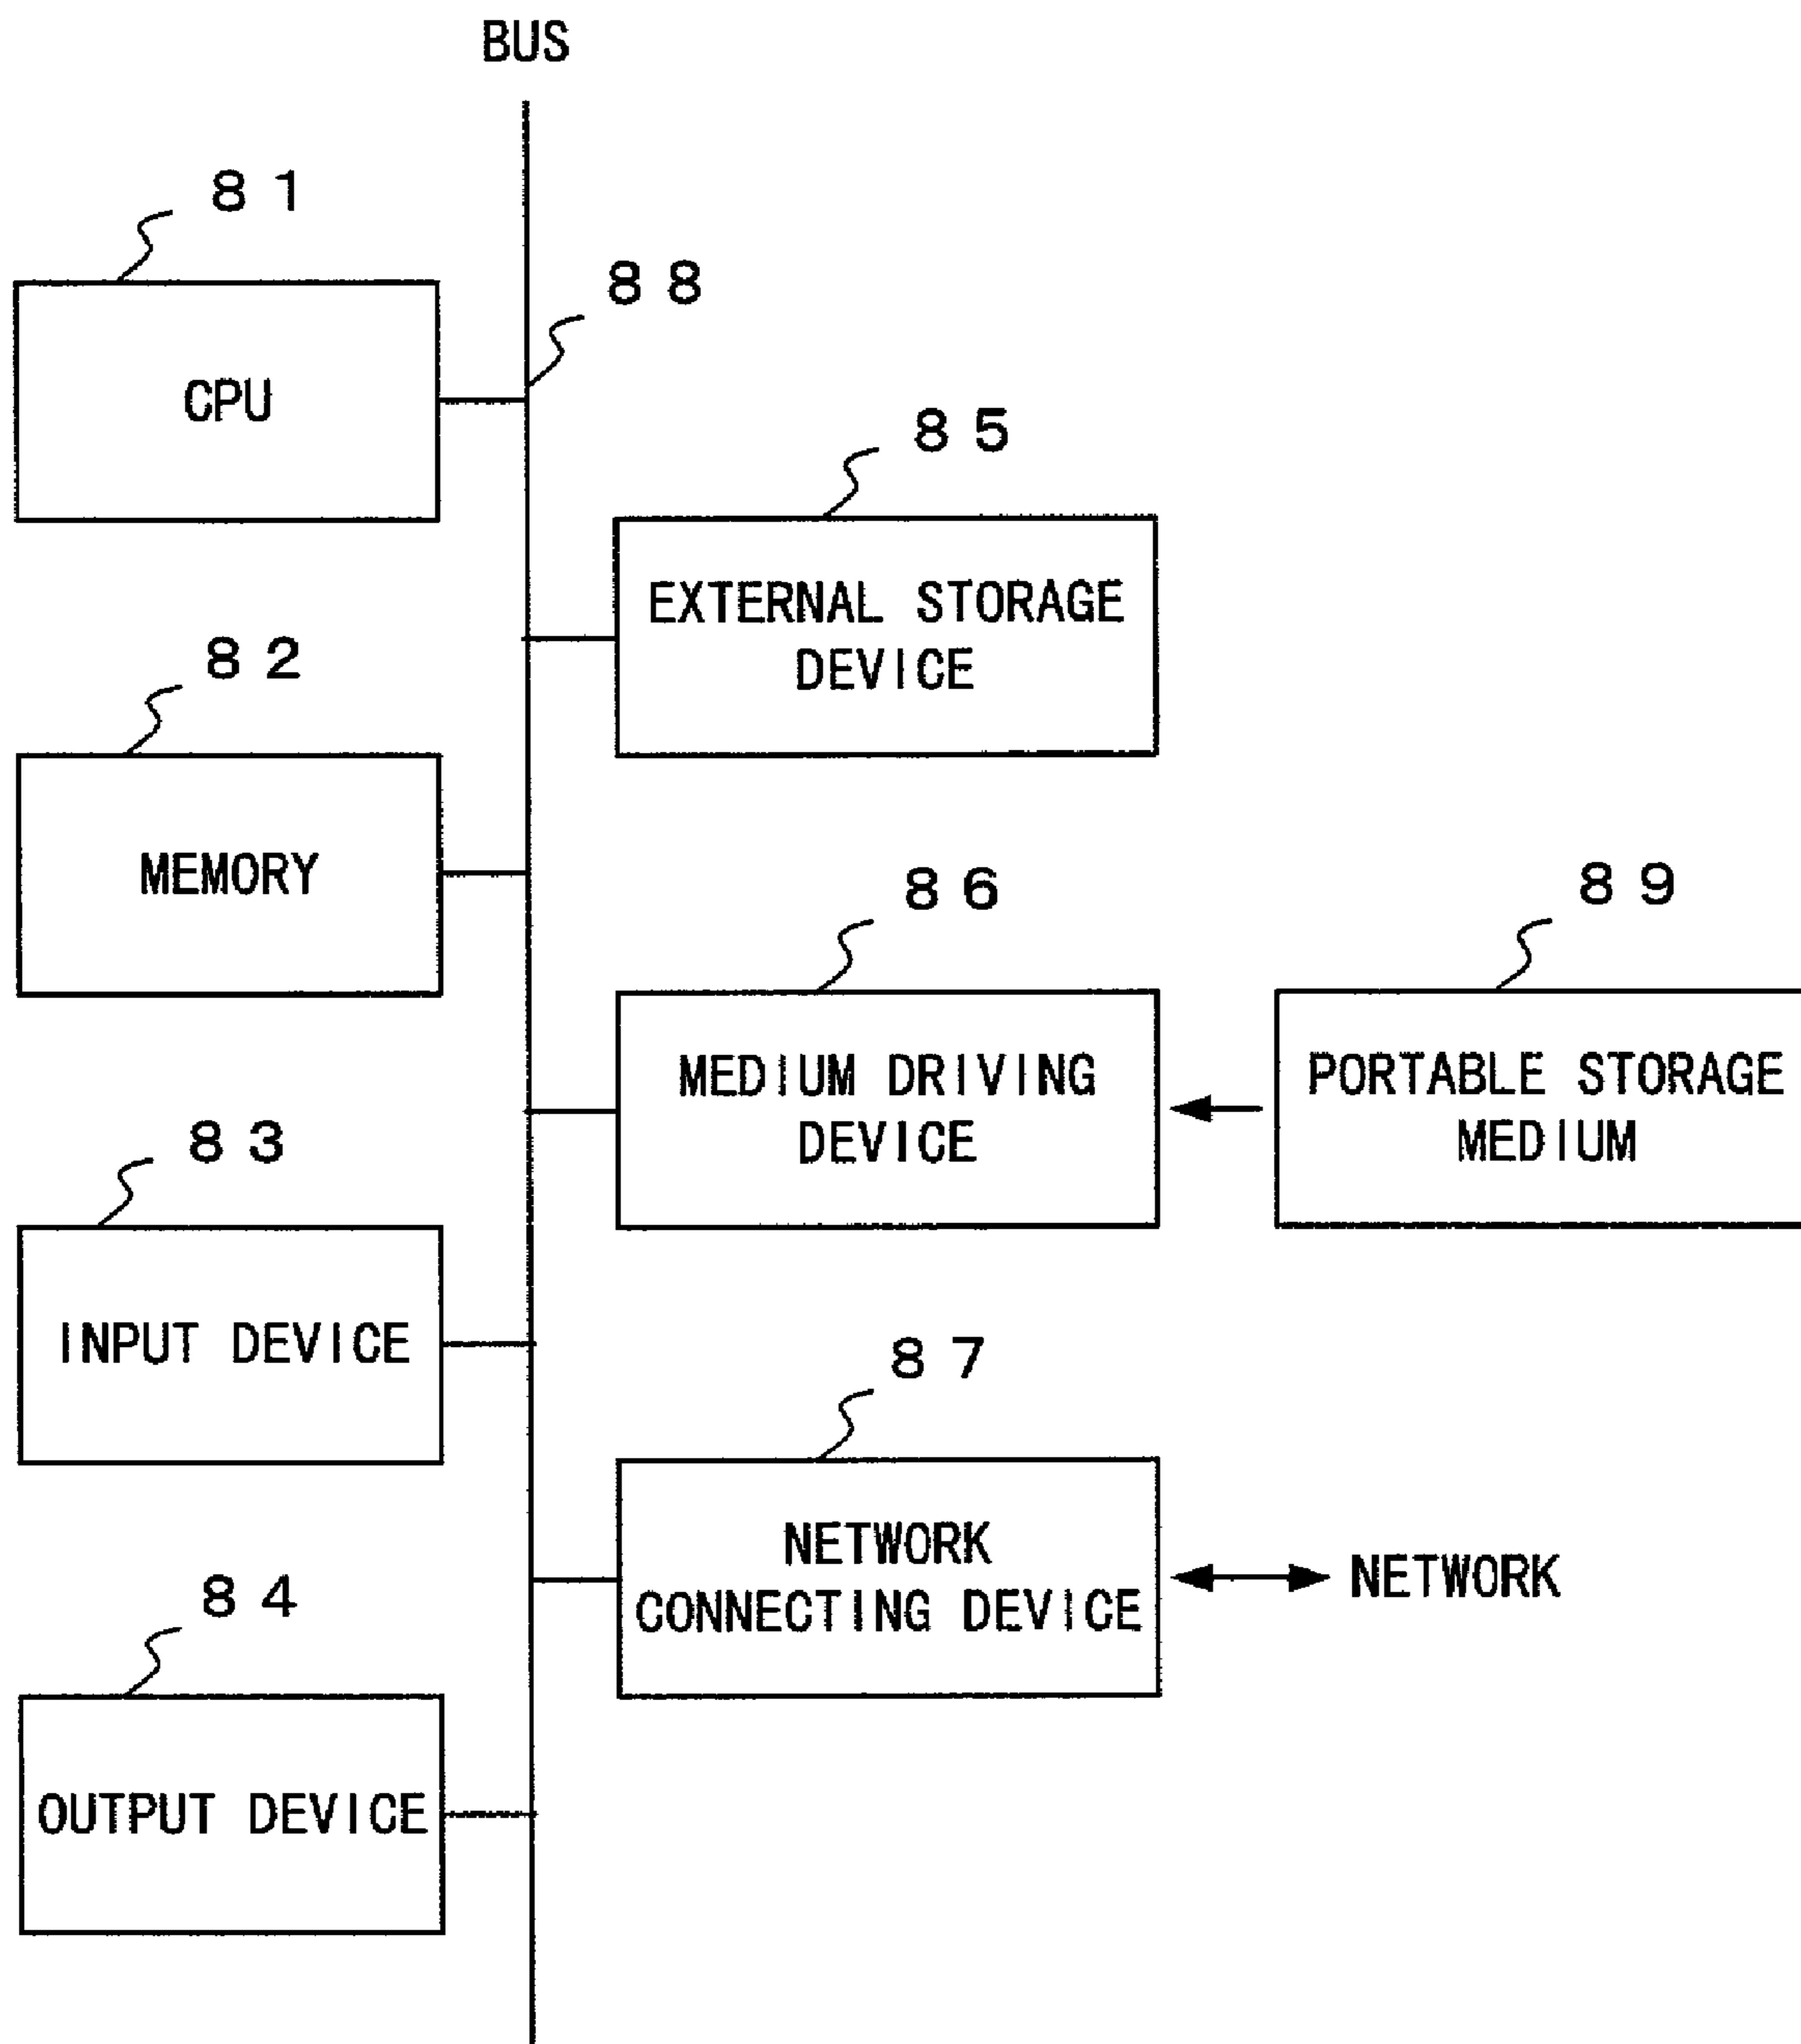 BUS
81
CPU
88
85
EXTERNAL STORAGE
DEVICE
82
MEMORY
86
MEDIUM DRIVING
DEVICE
89
PORTABLE STORAGE
MEDIUM
83
INPUT DEVICE
87
NETWORK
CONNECTING DEVICE
NETWORK
84
OUTPUT DEVICE